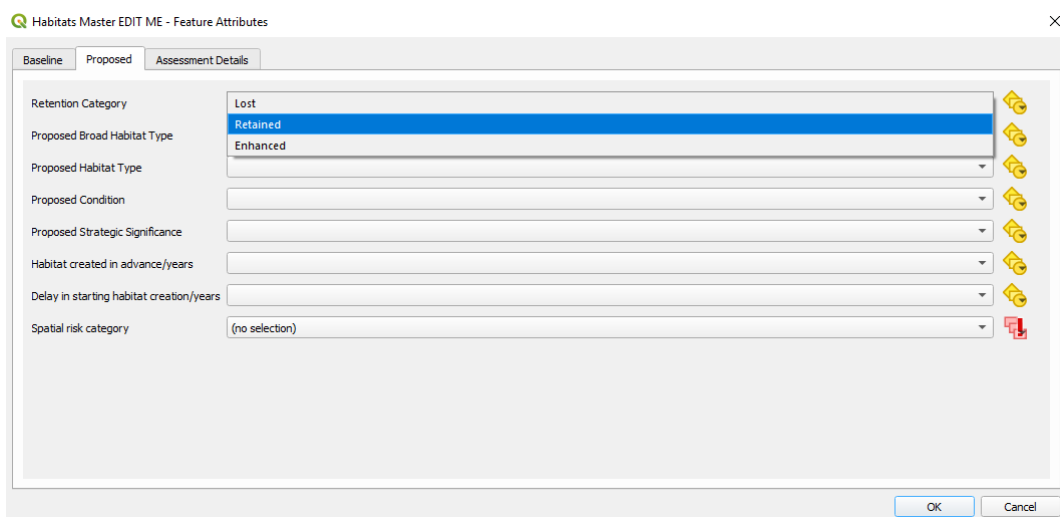 Habitats Master EDIT ME - Feature Attributes
Baseline Proposed Assessment Details
Retention Category Lost
Retained
Proposed Broad Habitat Type
Enhanced
Proposed Habitat Type
Proposed Condition
Proposed Strategic Significance
Habitat created in advance/years
Delay in starting habitat creation/years
Spatial risk category (no selection)
OK Cancel